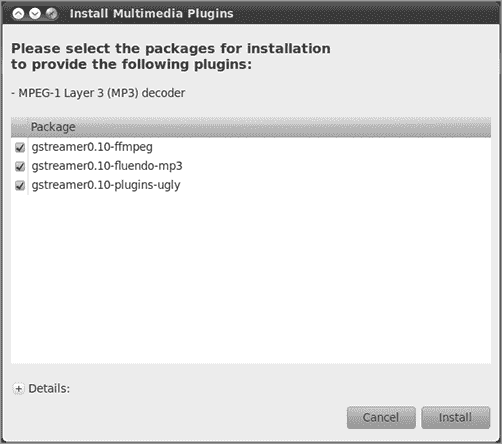 Install Multimedia Plugins
Please select the packages for installation
to provide the following plugins:
- MPEG-1 Layer 3 (MP3) decoder
Package
gstreamer0.10-ffmpeg
gstreamer0.10-fluendo-mp3
gstreamer0.10-plugins-ugly
Details:
Cancel Install